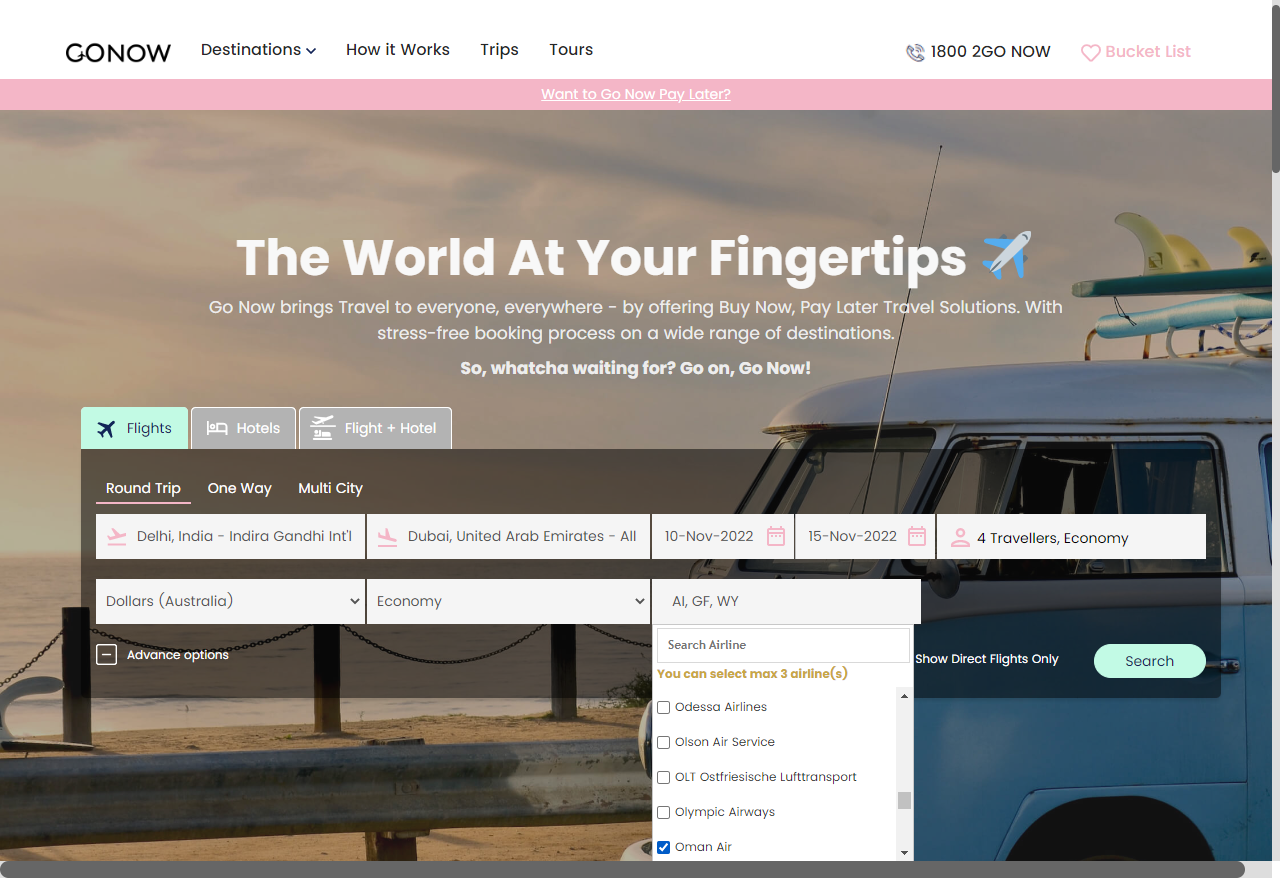 GONOW
Destinations
How it Works
Trips
Tours
1800 2GO NOW
Bucket List
Want to Go Now Pay Later?
The World At Your Fingertips
Go Now brings Travel to everyone, everywhere - by offering Buy Now, Pay Later Travel Solutions. With
stress-free booking process on a wide range of destinations.
So, whatcha waiting for? Go on, Go Now!
Flights
Hotels
Flight + Hotel
Round Trip
One Way
Multi City
Delhi, India - Indira Gandhi Int'l
Dubai, United Arab Emirates - All
10-Nov-2022
15-Nov-2022
4 Travellers, Economy
Dollars (Australia)
Economy
AI, GF, WY
Advance options
Search Airline
You can select max 3 airline(s)
Odessa Airlines
Olson Air Service
OLT Ostfriesische Lufttransport
Olympic Airways
Oman Air
Show Direct Flights Only
Search